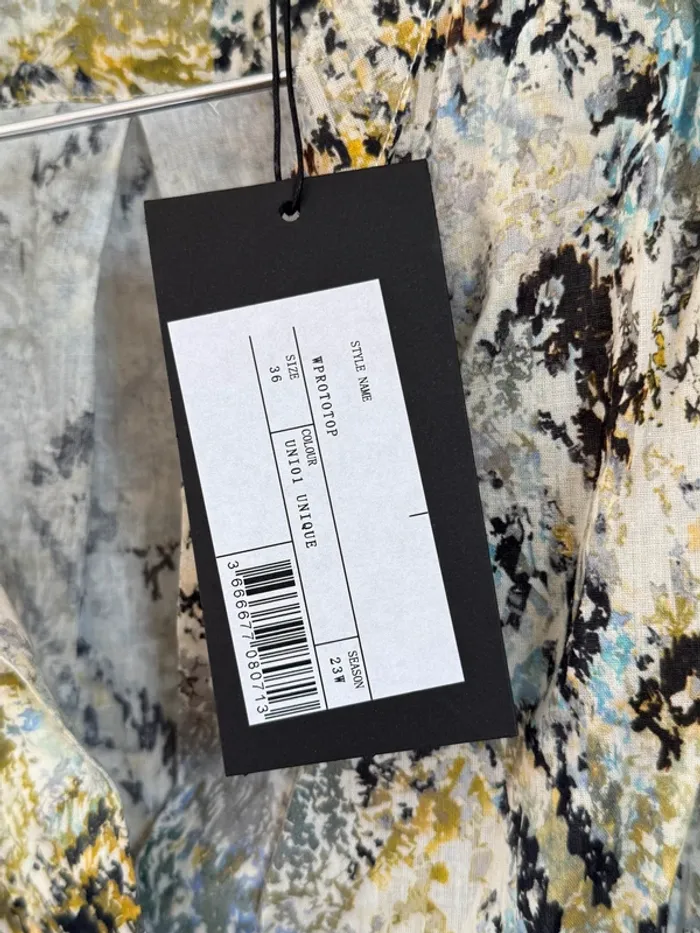 STYLE NAME
WPROTOTOP
SIZE
36
COLOUR
UNI01 UNIQUE
SEASON
23W
3666677080713